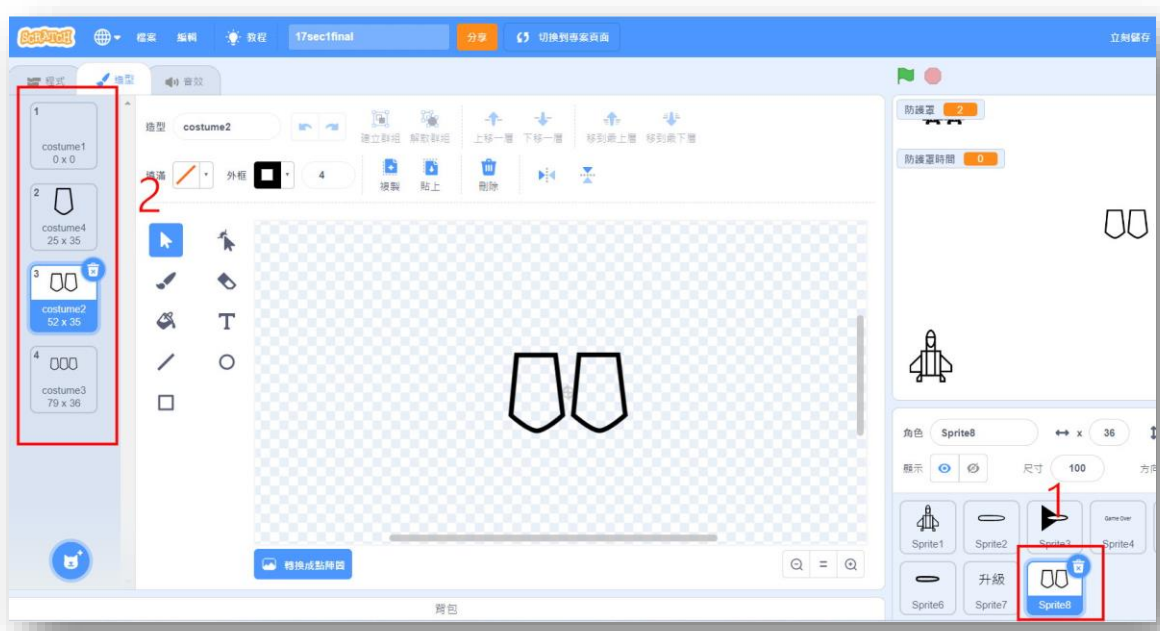 SCRATCH 檔案 編輯 教程 17sec1final 分享 切換到專案頁面 立刻儲存
程式 造型 音效
1
costume1
0 x 0
2
costume4
25 x 35
3
costume2
52 x 35
4
costume3
79 x 36
2
造型 costume2 建立群組 解散群組 上移一層 下移一層 移到最上層 移到最下層
填滿 外框 4 複製 貼上 刪除
T
轉換成點陣圖
背包
防護罩 2
防護罩時間 0
角色 Sprite8 x 36
顯示 尺寸 100 方向
1
Sprite1 Sprite2 Sprite3 Game Over Sprite4
Sprite6 升級 Sprite7 Sprite8